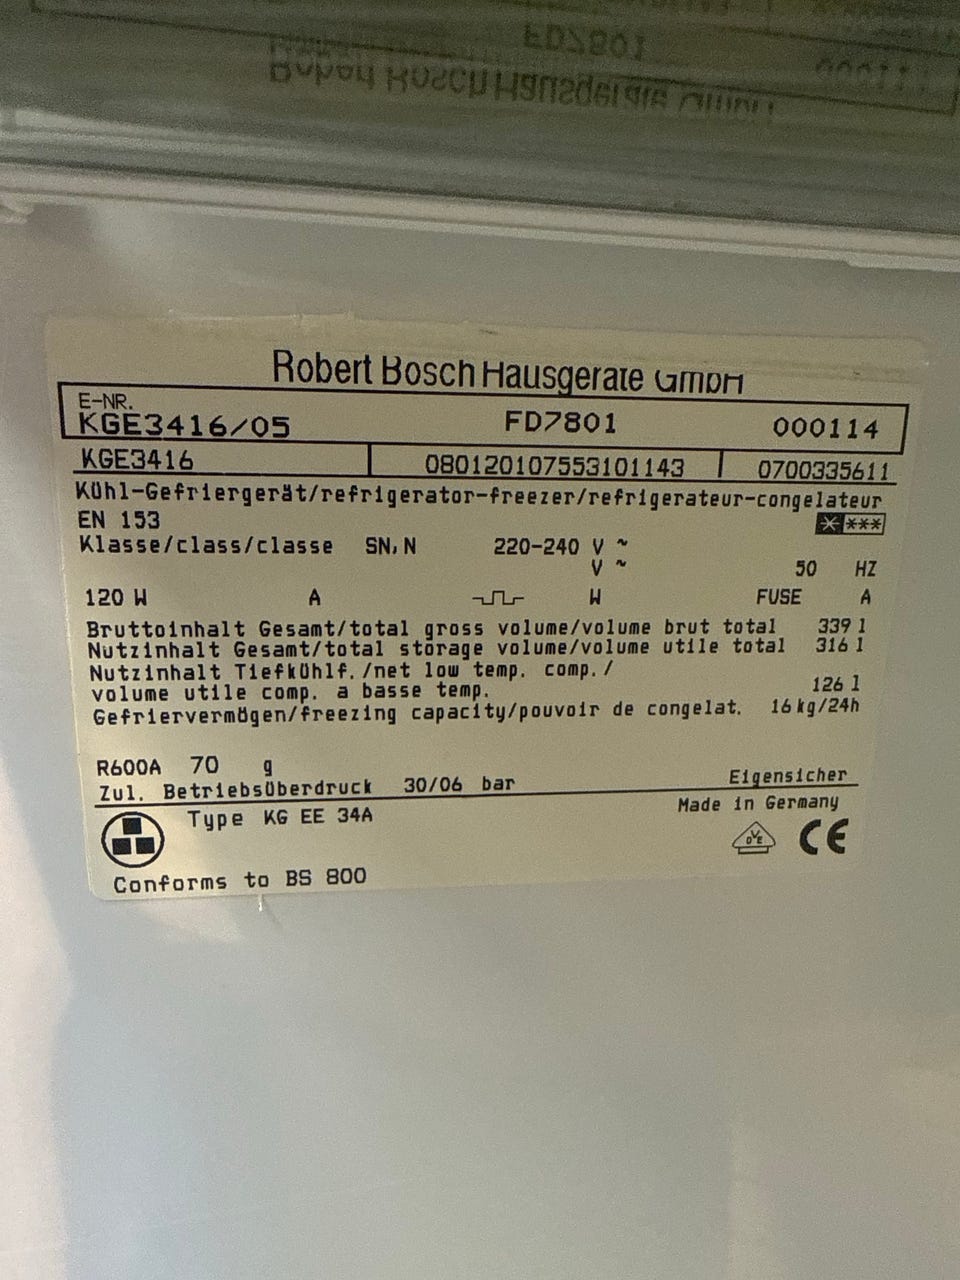 Robert Bosch Hausgeräte GmbH
E-NR.
KGE3416/05 FD7801 000114
KGE3416 080120107553101143 0700335611
Kühl-Gefriergerät/refrigerator-freezer/refrigerateur-congelateur
EN 153 * ***
Klasse/class/classe SN,N 220-240 V ~
V ~ 50 HZ
120 W A W FUSE A
Bruttoinhalt Gesamt/total gross volume/volume brut total 339 l
Nutzinhalt Gesamt/total storage volume/volume utile total 316 l
Nutzinhalt Tiefkühlf./net low temp. comp./
volume utile comp. a basse temp. 126 l
Gefriervermögen/freezing capacity/pouvoir de congelat. 16 kg/24h
R600A 70 g
Zul. Betriebsüberdruck 30/06 bar Eigensicher
Type KG EE 34A Made in Germany
DVE CE
Conforms to BS 800